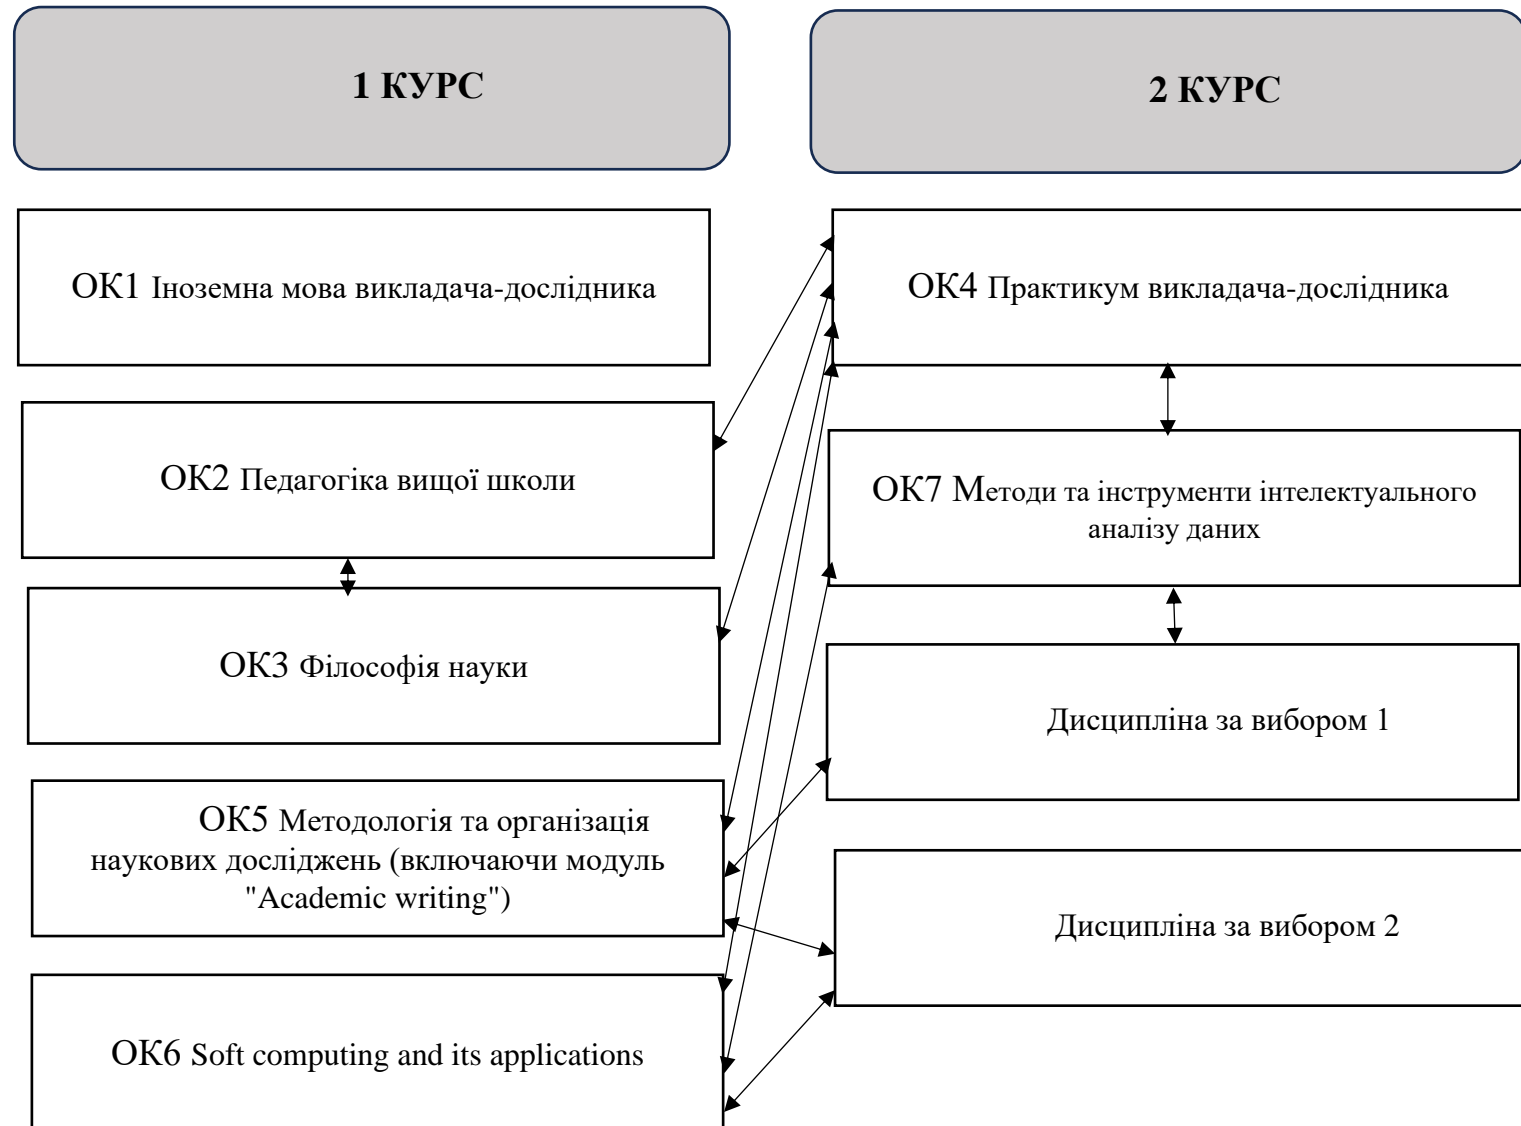 1 КУРС
2 КУРС
ОК1 Іноземна мова викладача-дослідника
ОК2 Педагогіка вищої школи
ОК3 Філософія науки
ОК5 Методологія та організація
наукових досліджень (включаючи модуль
"Academic writing")
ОК6 Soft computing and its applications
ОК4 Практикум викладача-дослідника
ОК7 Методи та інструменти інтелектуального
аналізу даних
Дисципліна за вибором 1
Дисципліна за вибором 2